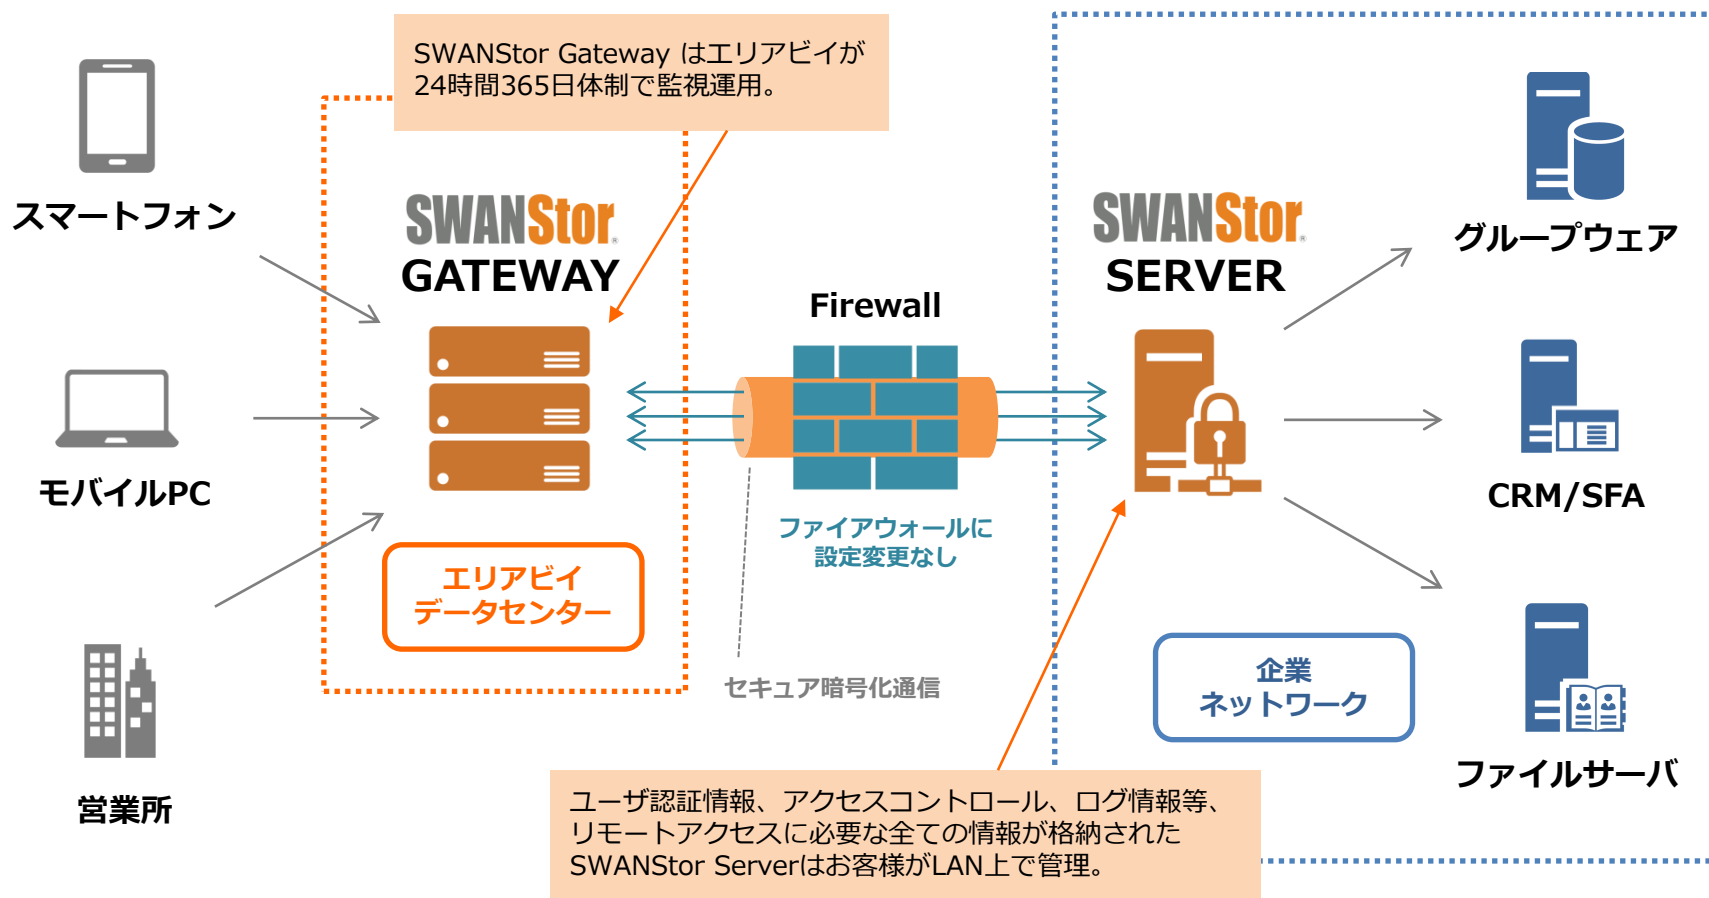 SWANStor Gateway はエリアビイが
24時間365日体制で監視運用。
スマートフォン
モバイルPC
営業所
SWANStor®
GATEWAY
エリアビイ
データセンター
Firewall
ファイアウォールに
設定変更なし
セキュア暗号化通信
SWANStor®
SERVER
企業
ネットワーク
グループウェア
CRM/SFA
ファイルサーバ
ユーザ認証情報、アクセスコントロール、ログ情報等、
リモートアクセスに必要な全ての情報が格納された
SWANStor Serverはお客様がLAN上で管理。